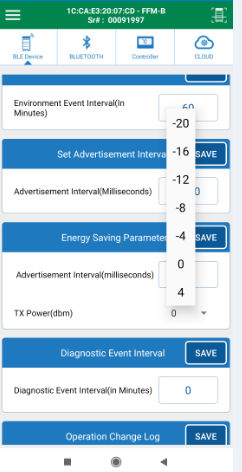 1C:CA:E3:20:07:CD - FFM-B
Sr# : 00091997
BLE Device
BLUETOOTH
Controller
CLOUD
Environment Event Interval(In
Minutes)
60
Set Advertisement Interva
SAVE
Advertisement Interval(Milliseconds)
0
Energy Saving Paramete
SAVE
Advertisement Interval(milliseconds)
TX Power(dbm)
0
-20
-16
-12
-8
-4
0
4
Diagnostic Event Interval
SAVE
Diagnostic Event Interval(in Minutes)
0
Operation Change Log
SAVE